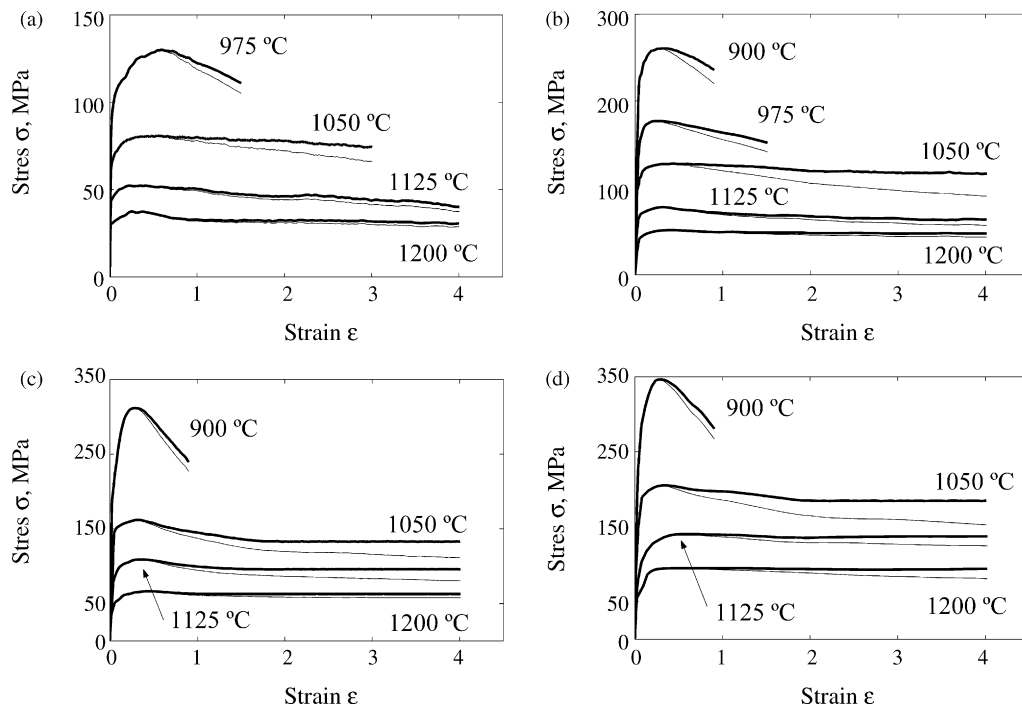 (a)
150
100
50
0
Stres σ, MPa
975 ºC
1050 ºC
1125 ºC
1200 ºC
0 1 2 3 4
Strain ε
(b)
300
200
100
0
Stres σ, MPa
900 ºC
975 ºC
1050 ºC
1125 ºC
1200 ºC
0 1 2 3 4
Strain ε
(c)
350
250
150
50
0
Stres σ, MPa
900 ºC
1050 ºC
1125 ºC
1200 ºC
0 1 2 3 4
Strain ε
(d)
350
250
150
50
0
Stres σ, MPa
900 ºC
1050 ºC
1125 ºC
1200 ºC
0 1 2 3 4
Strain ε